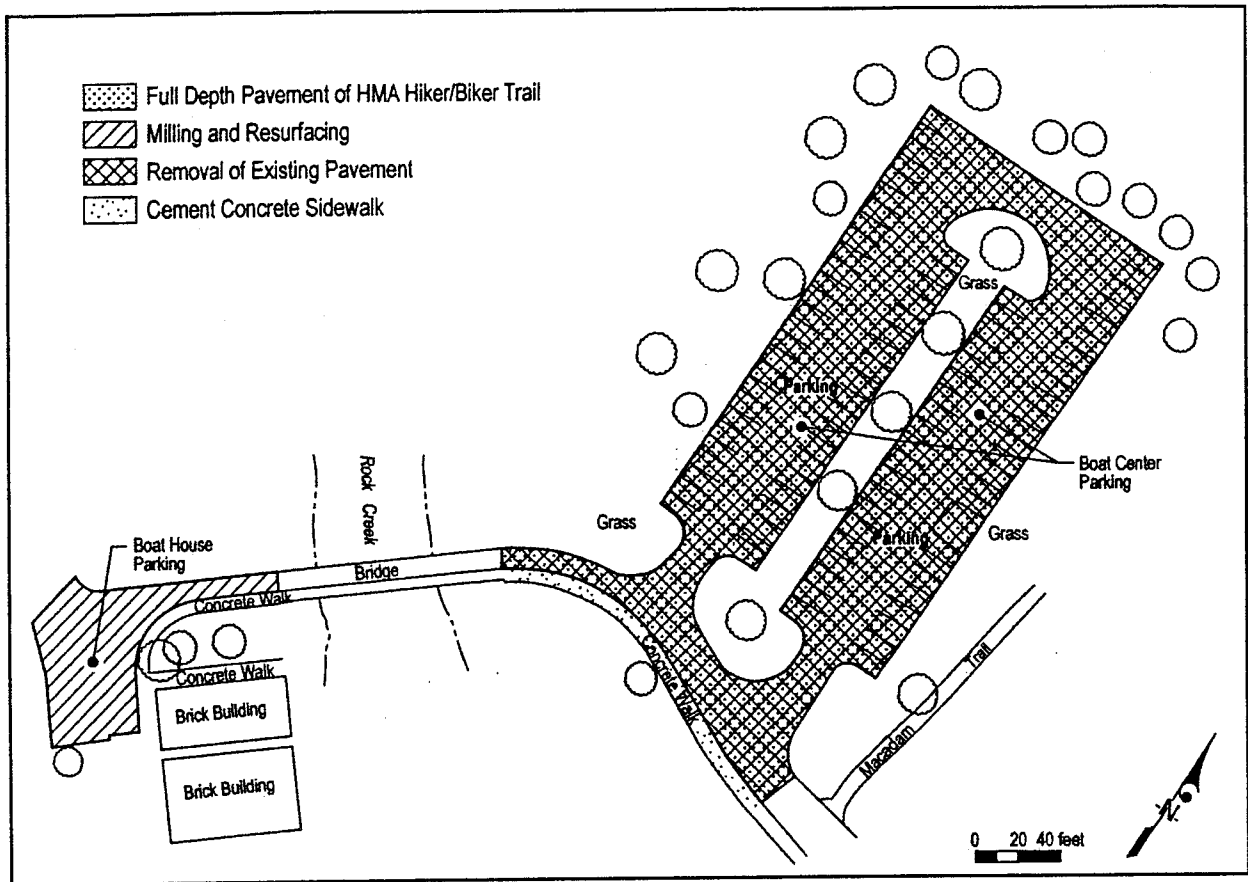 Full Depth Pavement of HMA Hiker/Biker Trail
Milling and Resurfacing
Removal of Existing Pavement
Cement Concrete Sidewalk
Grass
Parking
Boat Center
Parking
Rock Creek
Grass
Parking
Grass
Boat House
Parking
Bridge
Concrete Walk
Concrete Walk
Concrete Walk
Brick Building
Brick Building
Macadam Trail
N
0 20 40 feet